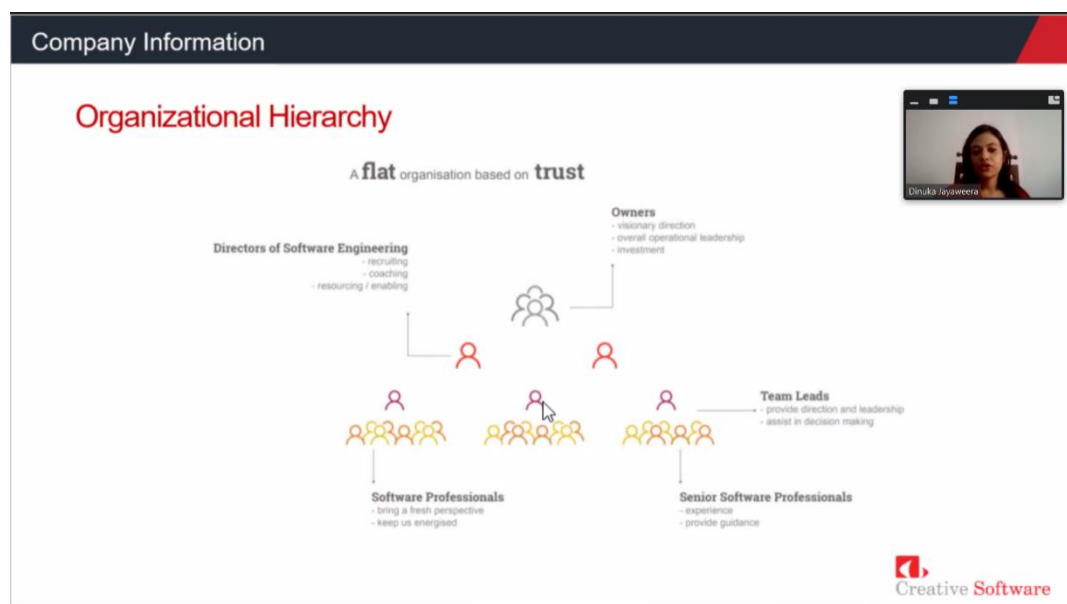 Company Information
Organizational Hierarchy
A flat organisation based on trust
Owners
- visionary direction
- overall operational leadership
- investment
Directors of Software Engineering
- recruiting
- coaching
- resourcing / enabling
Team Leads
- provide direction and leadership
- assist in decision making
Software Professionals
- bring a fresh perspective
- keep us energised
Senior Software Professionals
- experience
- provide guidance
Dinuka Jayaweera
Creative Software